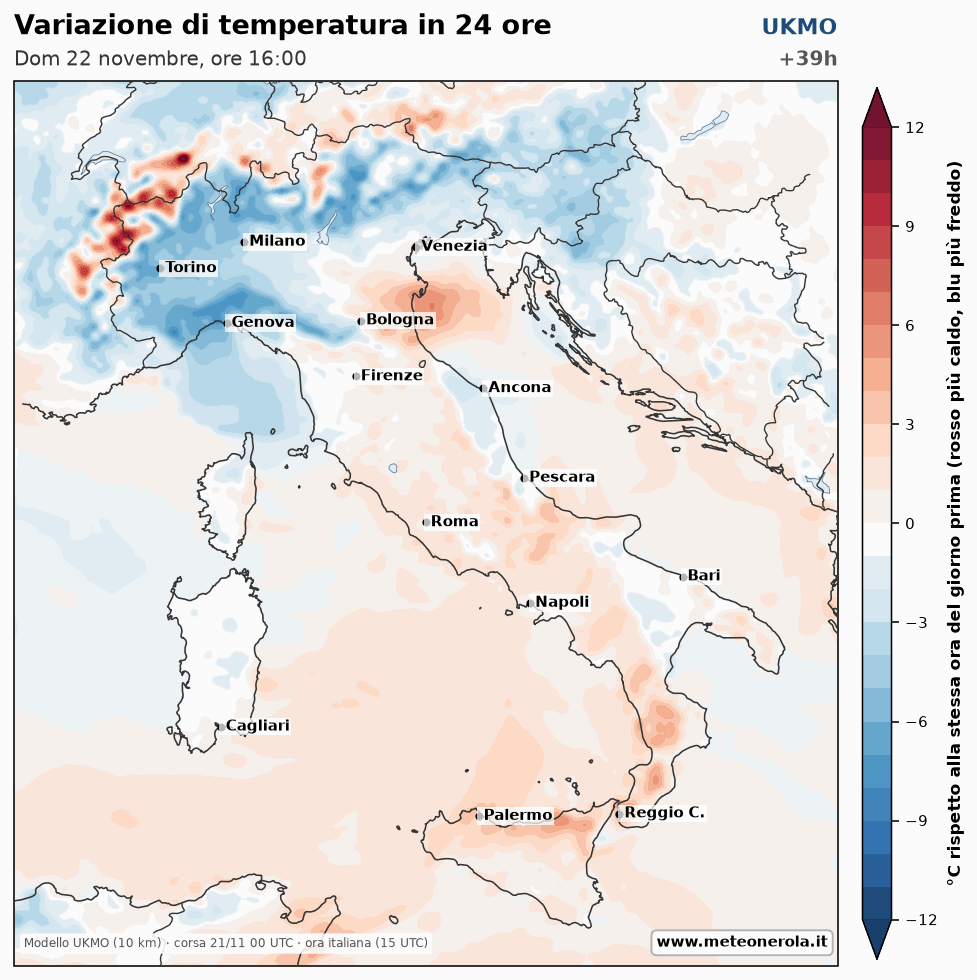 Variazione di temperatura in 24 ore
UKMO
Dom 22 novembre, ore 16:00
+39h
Milano
Venezia
Torino
Genova
Bologna
Firenze
Ancona
Pescara
Roma
Bari
Napoli
Cagliari
Palermo
Reggio C.
12
9
6
3
0
−3
−6
−9
−12
°C rispetto alla stessa ora del giorno prima (rosso più caldo, blu più freddo)
Modello UKMO (10 km) · corsa 21/11 00 UTC · ora italiana (15 UTC)
www.meteonerola.it